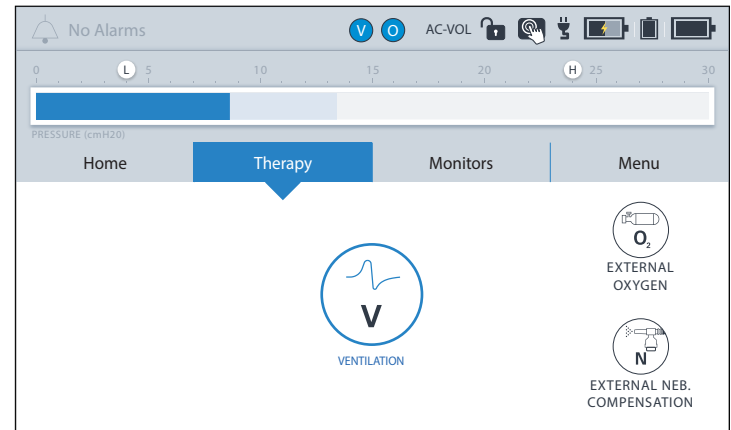 No Alarms
V O AC-VOL
0 L 5 10 15 20 H 25 30
PRESSURE (cmH20)
Home Therapy Monitors Menu
V
VENTILATION
O₂
EXTERNAL
OXYGEN
N
EXTERNAL NEB.
COMPENSATION